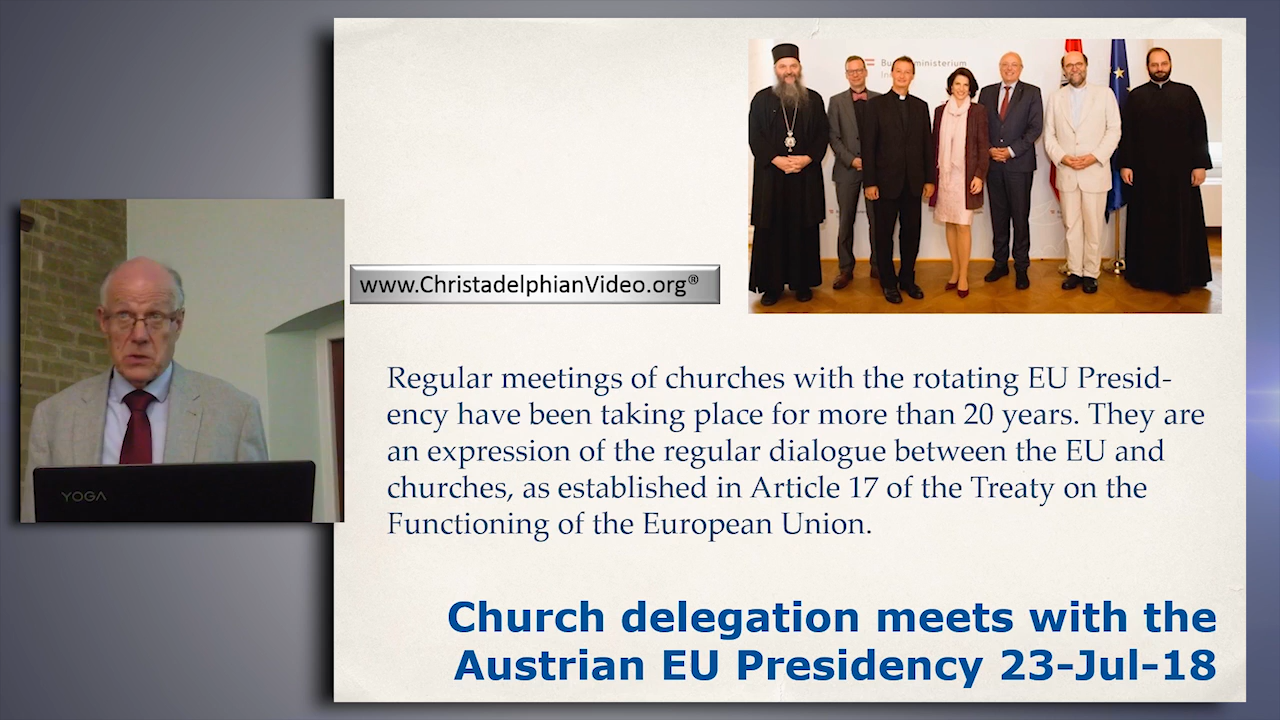 Bu   ministerium
In
www.ChristadelphianVideo.org®
YOGA
Regular meetings of churches with the rotating EU Presid-
ency have been taking place for more than 20 years. They are
an expression of the regular dialogue between the EU and
churches, as established in Article 17 of the Treaty on the
Functioning of the European Union.
Church delegation meets with the
Austrian EU Presidency 23-Jul-18